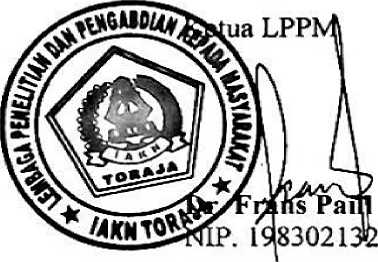 Ketua LPPM
LEMBAGA PENELITIAN DAN PENGABDIAN KEPADA MASYARAKAT
IAKN
TORAJA
★ IAKN TORAJA ★
Dr. Frans Pail
NIP. 198302132